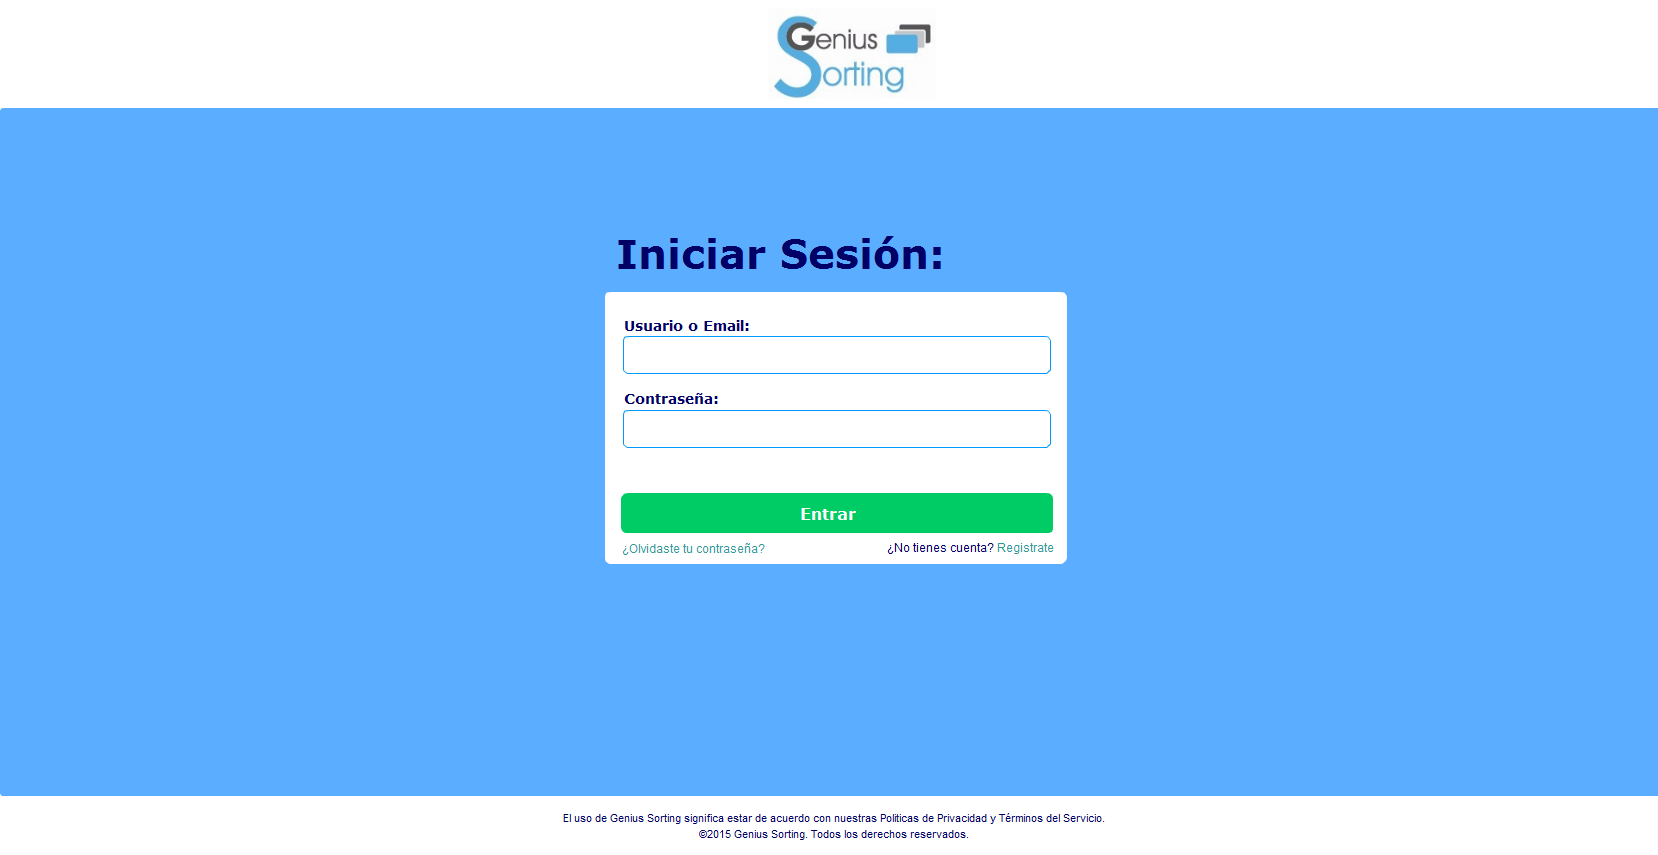 Genius
Sorting
Iniciar Sesión:
Usuario o Email:
Contraseña:
Entrar
¿Olvidaste tu contraseña?
¿No tienes cuenta? Registrate
El uso de Genius Sorting significa estar de acuerdo con nuestras Politicas de Privacidad y Términos del Servicio.
©2015 Genius Sorting. Todos los derechos reservados.